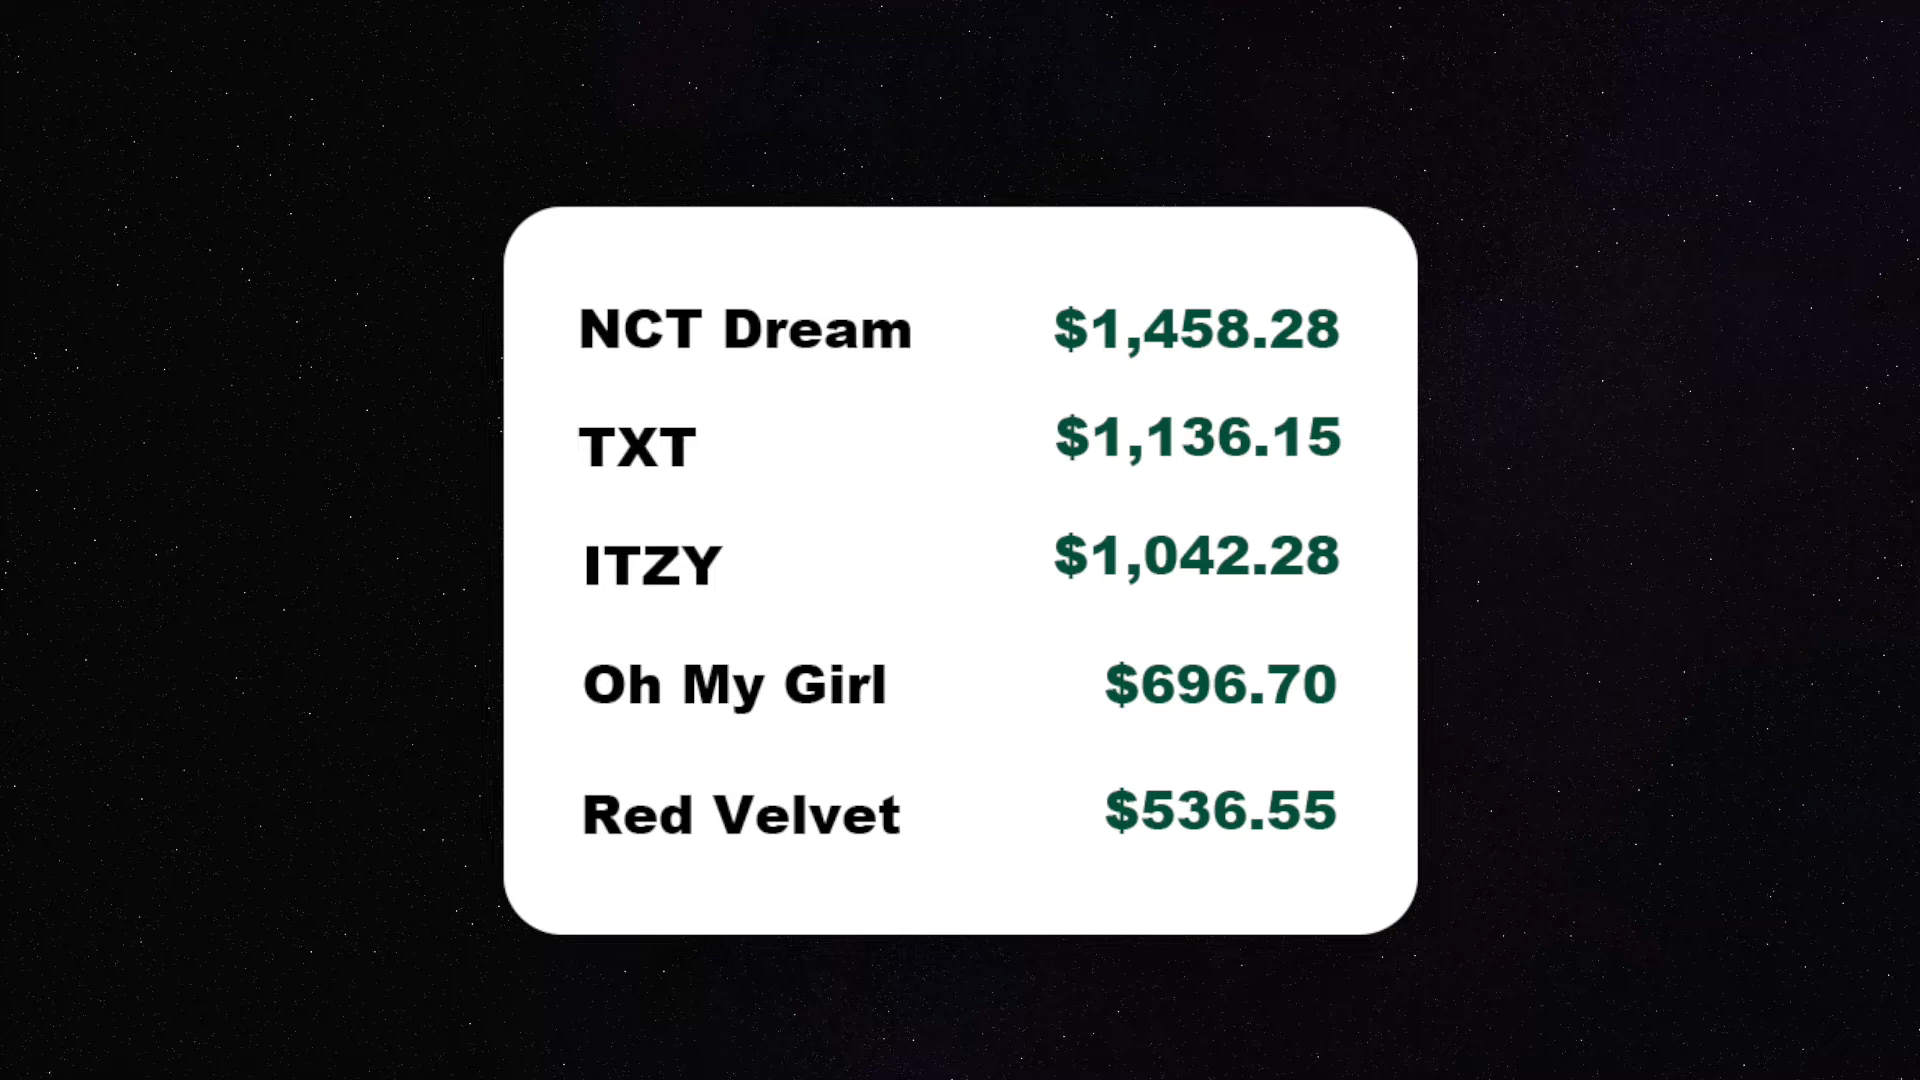 NCT Dream $1,458.28
TXT $1,136.15
ITZY $1,042.28
Oh My Girl $696.70
Red Velvet $536.55